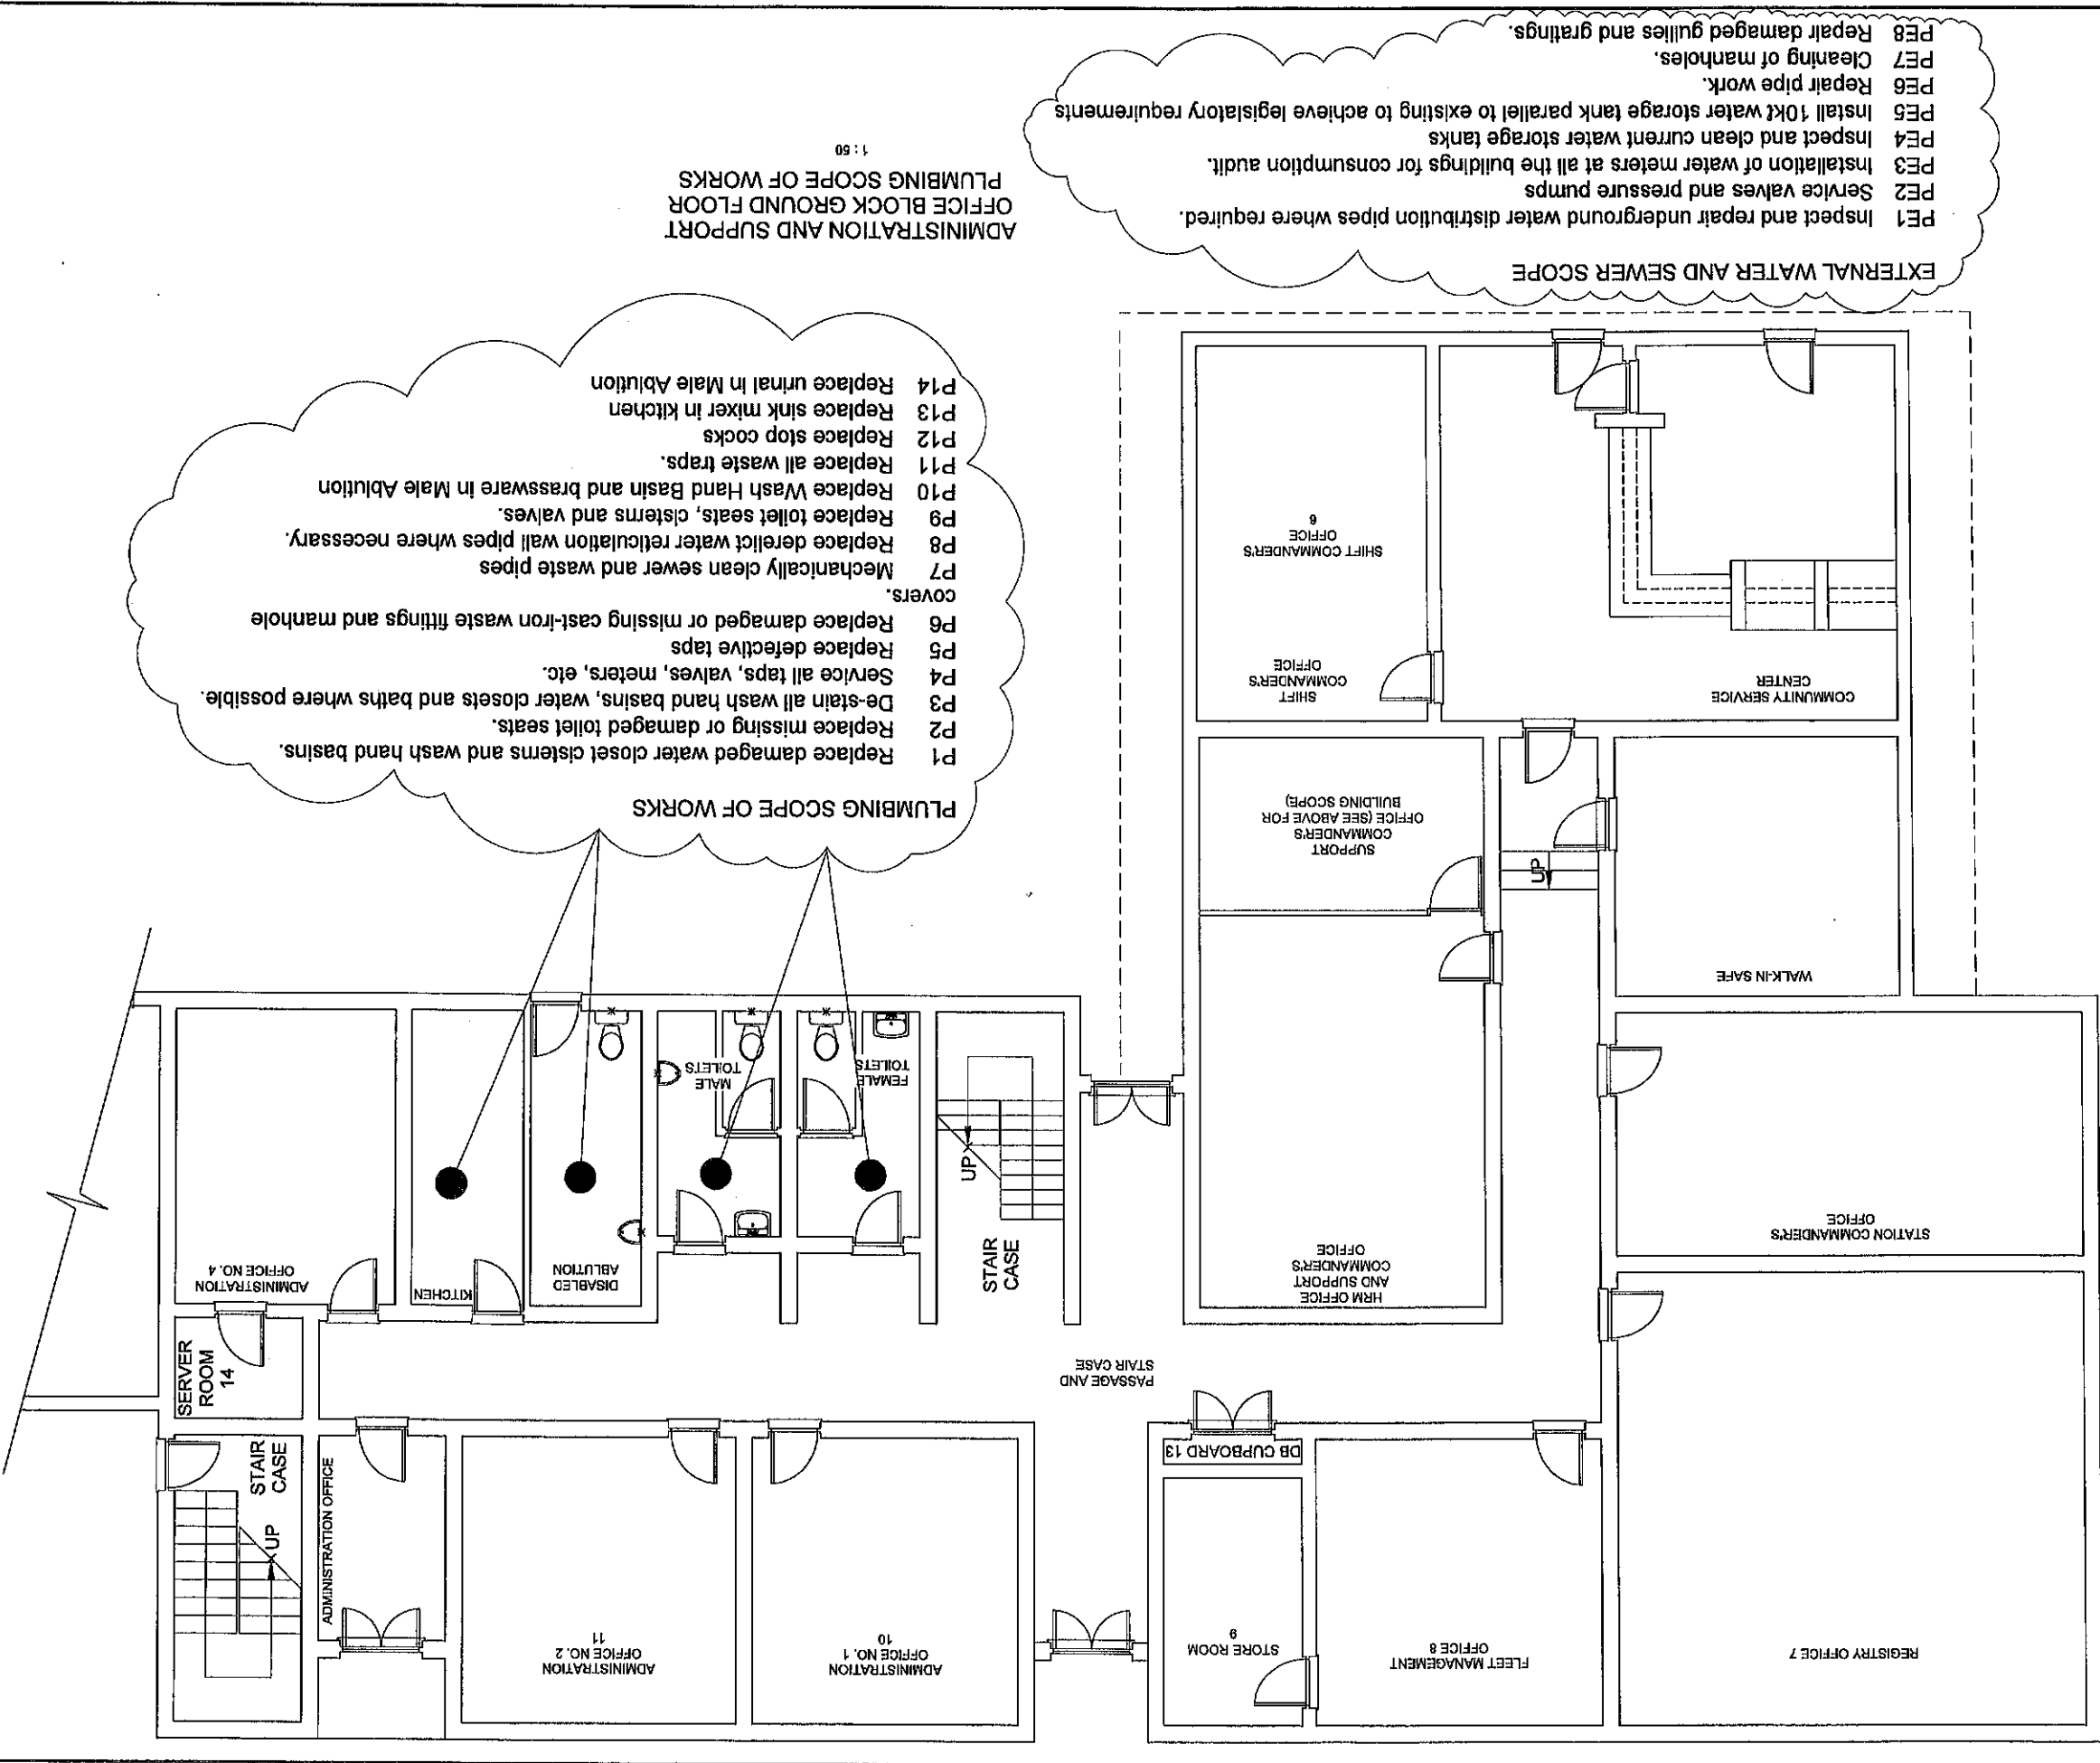 REGISTRY OFFICE 7
FLEET MANAGEMENT
OFFICE 8
STORE ROOM
9
ADMINISTRATION
OFFICE NO. 1
10
ADMINISTRATION
OFFICE NO. 2
11
ADMINISTRATION OFFICE
UP
STAIR
CASE
DB CUPBOARD 13
SERVER
ROOM
14
PASSAGE AND
STAIR CASE
STATION COMMANDER'S
OFFICE
HRM OFFICE
AND SUPPORT
COMMANDER'S
OFFICE
STAIR
CASE
UP
DISABLED
ABLUTION
KITCHEN
ADMINISTRATION
OFFICE NO. 4
FEMALE
TOILETS
MALE
TOILETS
WALK-IN SAFE
UP
SUPPORT
COMMANDER'S
OFFICE (SEE ABOVE FOR
BUILDING SCOPE)
COMMUNITY SERVICE
CENTER
SHIFT
COMMANDER'S
OFFICE
SHIFT COMMANDER'S
OFFICE
6
PLUMBING SCOPE OF WORKS
P1 Replace damaged water closet cisterns and wash hand basins.
P2 Replace missing or damaged toilet seats.
P3 De-stain all wash hand basins, water closets and baths where possible.
P4 Service all taps, valves, meters, etc.
P5 Replace defective taps
P6 Replace damaged or missing cast-iron waste fittings and manhole
covers.
P7 Mechanically clean sewer and waste pipes
P8 Replace derelict water reticulation wall pipes where necessary.
P9 Replace toilet seats, cisterns and valves.
P10 Replace Wash Hand Basin and brassware in Male Ablution
P11 Replace all waste traps.
P12 Replace stop cocks
P13 Replace sink mixer in kitchen
P14 Replace urinal in Male Ablution
EXTERNAL WATER AND SEWER SCOPE
PE1 Inspect and repair underground water distribution pipes where required.
PE2 Service valves and pressure pumps
PE3 Installation of water meters at all the buildings for consumption audit.
PE4 Inspect and clean current water storage tanks
PE5 Install 10kℓ water storage tank parallel to existing to achieve legislatory requirements
PE6 Repair pipe work.
PE7 Cleaning of manholes.
PE8 Repair damaged gullies and gratings.
ADMINISTRATION AND SUPPORT
OFFICE BLOCK GROUND FLOOR
PLUMBING SCOPE OF WORKS
1 : 50